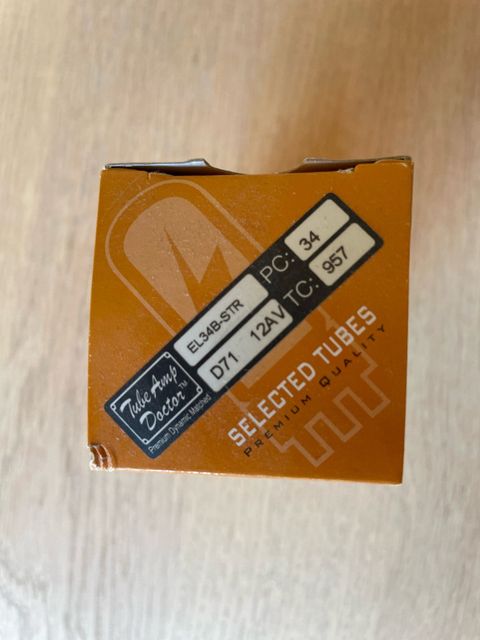 Tube Amp
Doctor™
Premium Dynamic Matched
EL34B-STR
D71 12AV
PC: 34
TC: 957
SELECTED TUBES
PREMIUM QUALITY